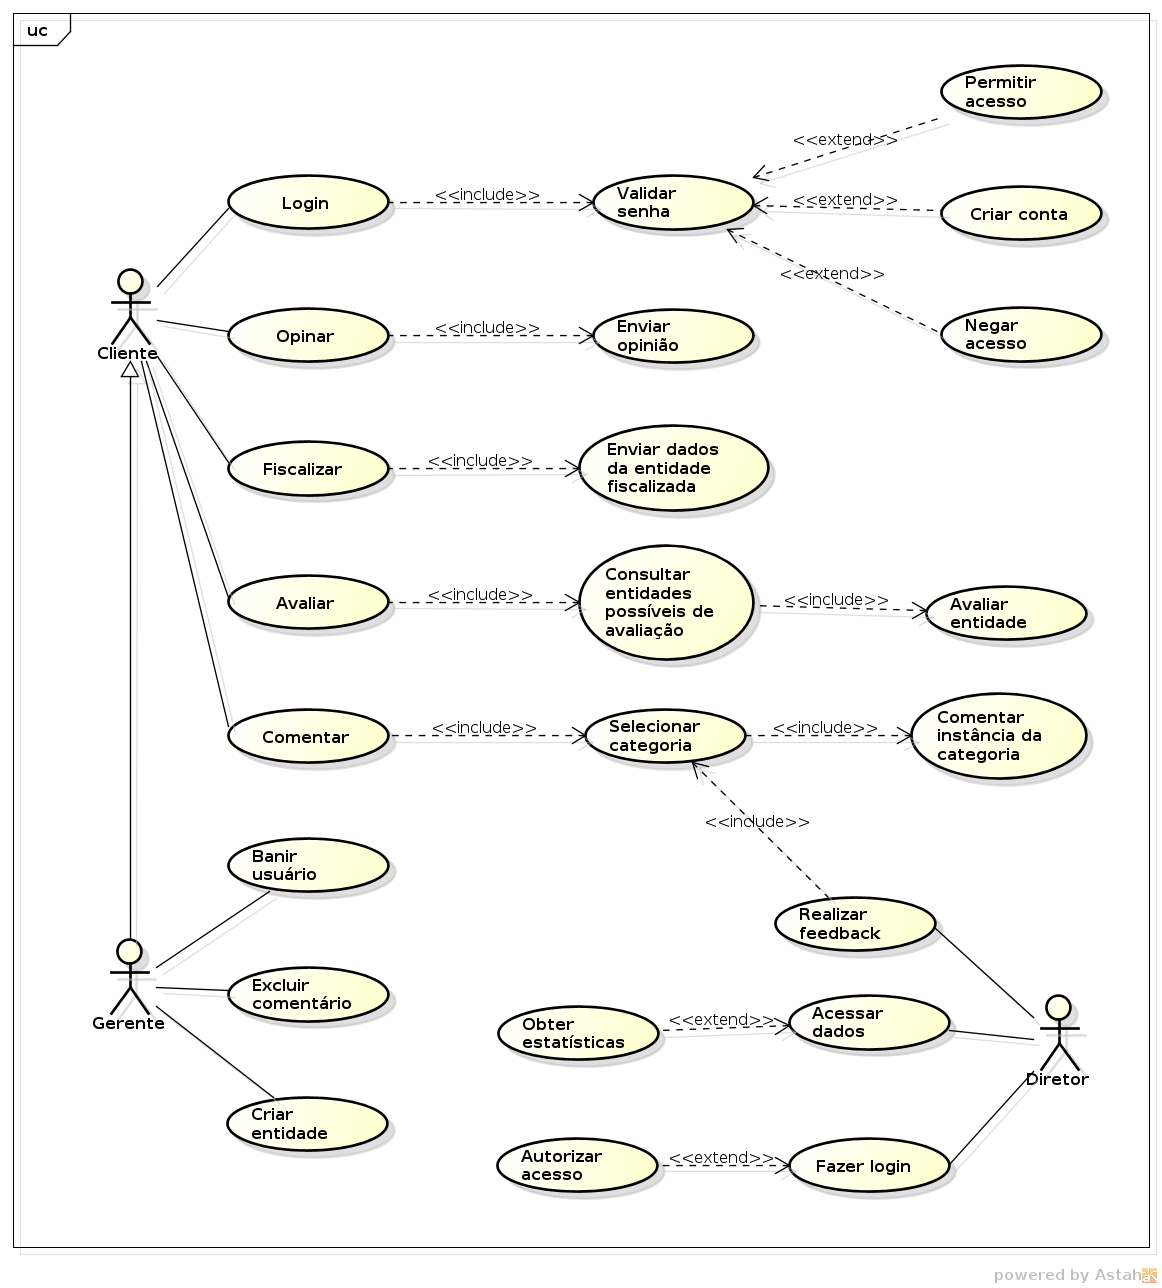 uc
Permitir
acesso
<<extend>>
Login
<<include>>
Validar
senha
<<extend>>
Criar conta
<<extend>>
Cliente
Opinar
<<include>>
Enviar
opinião
Negar
acesso
Fiscalizar
<<include>>
Enviar dados
da entidade
fiscalizada
Avaliar
<<include>>
Consultar
entidades
possíveis de
avaliação
<<include>>
Avaliar
entidade
Comentar
<<include>>
Selecionar
categoria
<<include>>
Comentar
instância da
categoria
<<include>>
Banir
usuário
Realizar
feedback
Gerente
Excluir
comentário
Obter
estatísticas
<<extend>>
Acessar
dados
Diretor
Criar
entidade
Autorizar
acesso
<<extend>>
Fazer login
powered by Astah